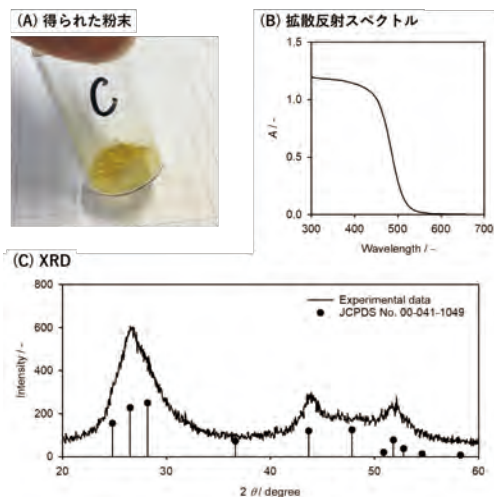 (A) 得られた粉末
C
(B) 拡散反射スペクトル
1.5
1.0
0.5
0.0
A / -
300 400 500 600 700
Wavelength / -
(C) XRD
800
600
400
200
0
Intensity / -
Experimental data
JCPDS No. 00-041-1049
20 30 40 50 60
2 θ / degree